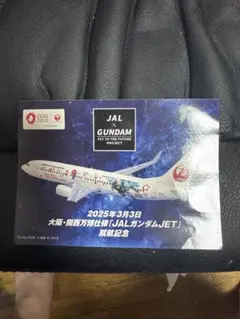 EXPO
2025
JAL
×
GUNDAM
FLY TO THE FUTURE
PROJECT
2025年3月3日
大阪・関西万博仕様「JALガンダムJET」
就航記念